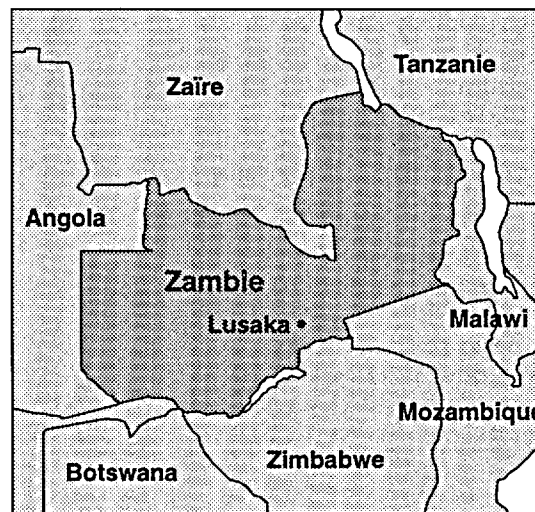 Tanzanie
Zaïre
Angola
Zambie
Lusaka
Malawi
Mozambique
Zimbabwe
Botswana